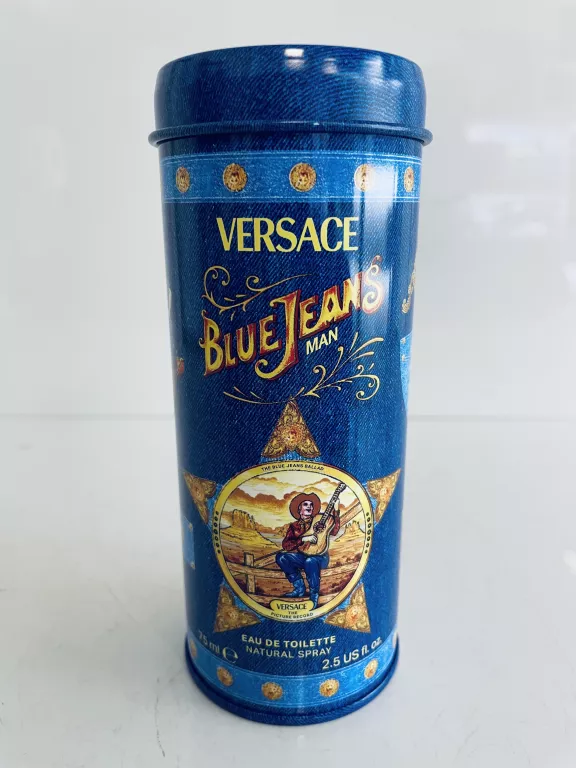 VERSACE
BLUE JEANS
MAN
THE BLUE JEANS BALLAD
VERSACE
THE
PICTURE RECORD
EAU DE TOILETTE
NATURAL SPRAY
75 ml e
2.5 US fl. oz.